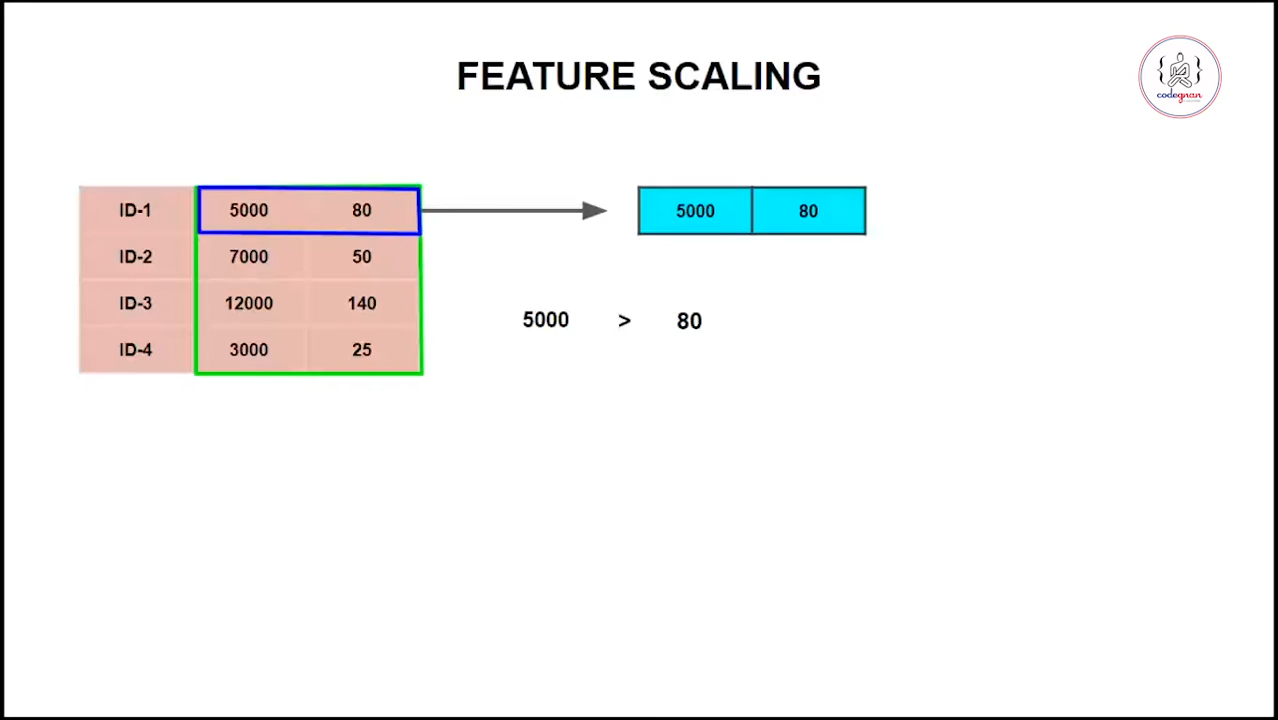 FEATURE SCALING
codegnan
ID-1 5000 80
5000 80
ID-2 7000 50
ID-3 12000 140
5000 > 80
ID-4 3000 25